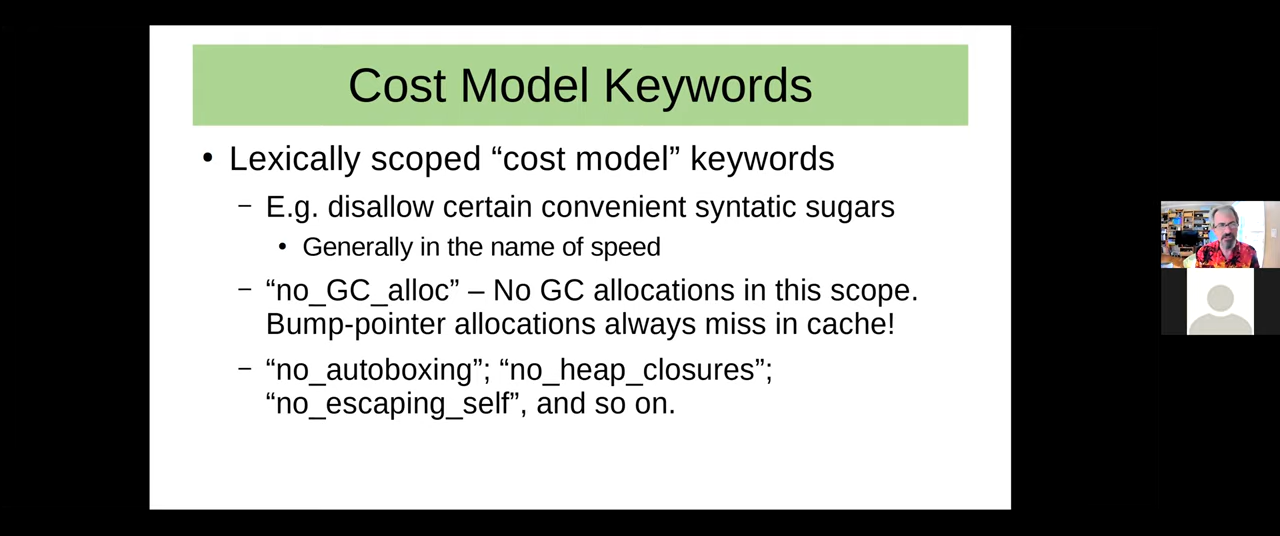 Cost Model Keywords
• Lexically scoped “cost model” keywords
– E.g. disallow certain convenient syntatic sugars
• Generally in the name of speed
– “no_GC_alloc” – No GC allocations in this scope.
Bump-pointer allocations always miss in cache!
– “no_autoboxing”; “no_heap_closures”;
“no_escaping_self”, and so on.